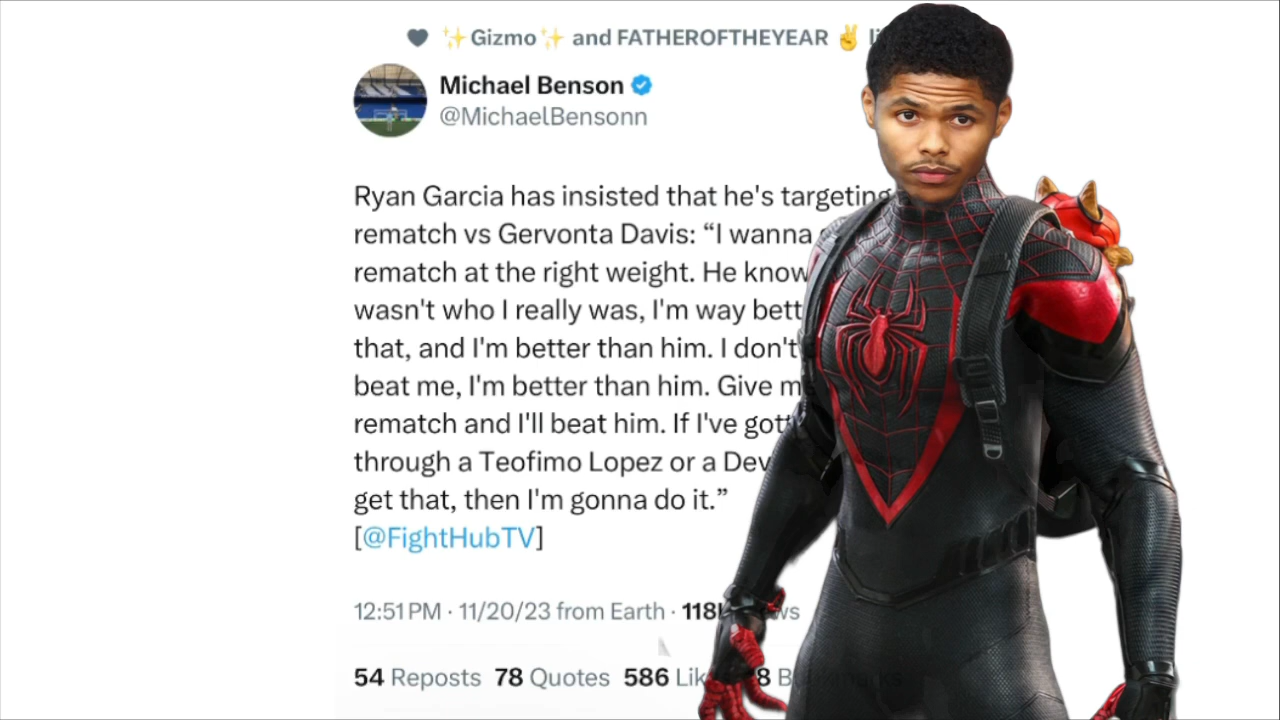 ✨Gizmo✨ and FATHEROFTHEYEAR ✌️
Michael Benson
@MichaelBensonn
Ryan Garcia has insisted that he's targeting
rematch vs Gervonta Davis: “I wanna
rematch at the right weight. He know
wasn't who I really was, I'm way bett
that, and I'm better than him. I don't
beat me, I'm better than him. Give
rematch and I'll beat him. If I've gott
through a Teofimo Lopez or a Dev
get that, then I'm gonna do it.”
[@FightHubTV]
12:51 PM · 11/20/23 from Earth · 118
54 Reposts 78 Quotes 586 Lik